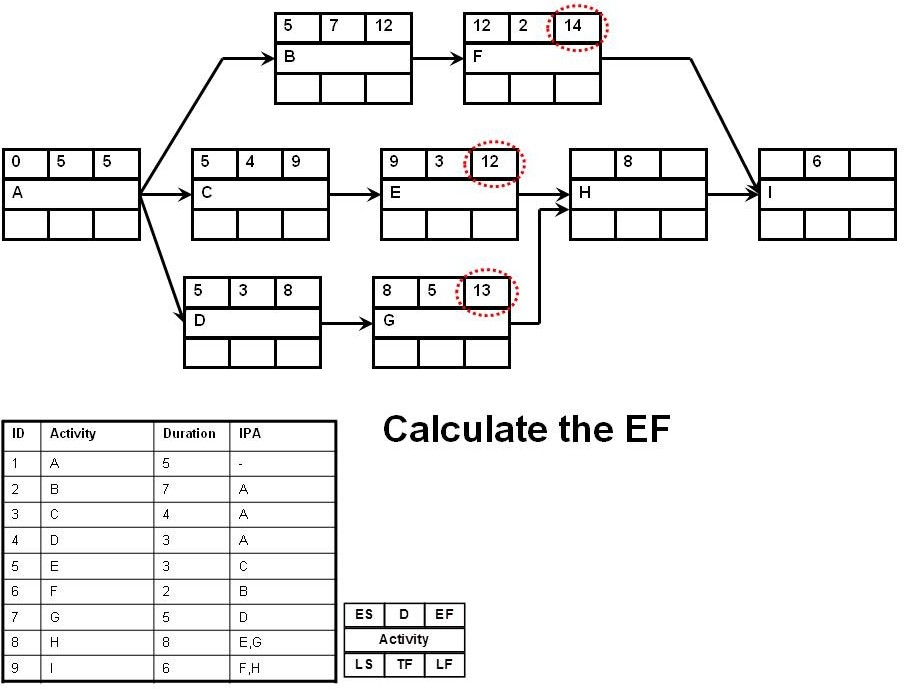 5 7 12
B
12 2 14
F
0 5 5
A
5 4 9
C
9 3 12
E
8
H
6
I
5 3 8
D
8 5 13
G
Calculate the EF
ID Activity Duration IPA
1 A 5 -
2 B 7 A
3 C 4 A
4 D 3 A
5 E 3 C
6 F 2 B
7 G 5 D
8 H 8 E,G
9 I 6 F,H
ES D EF
Activity
LS TF LF